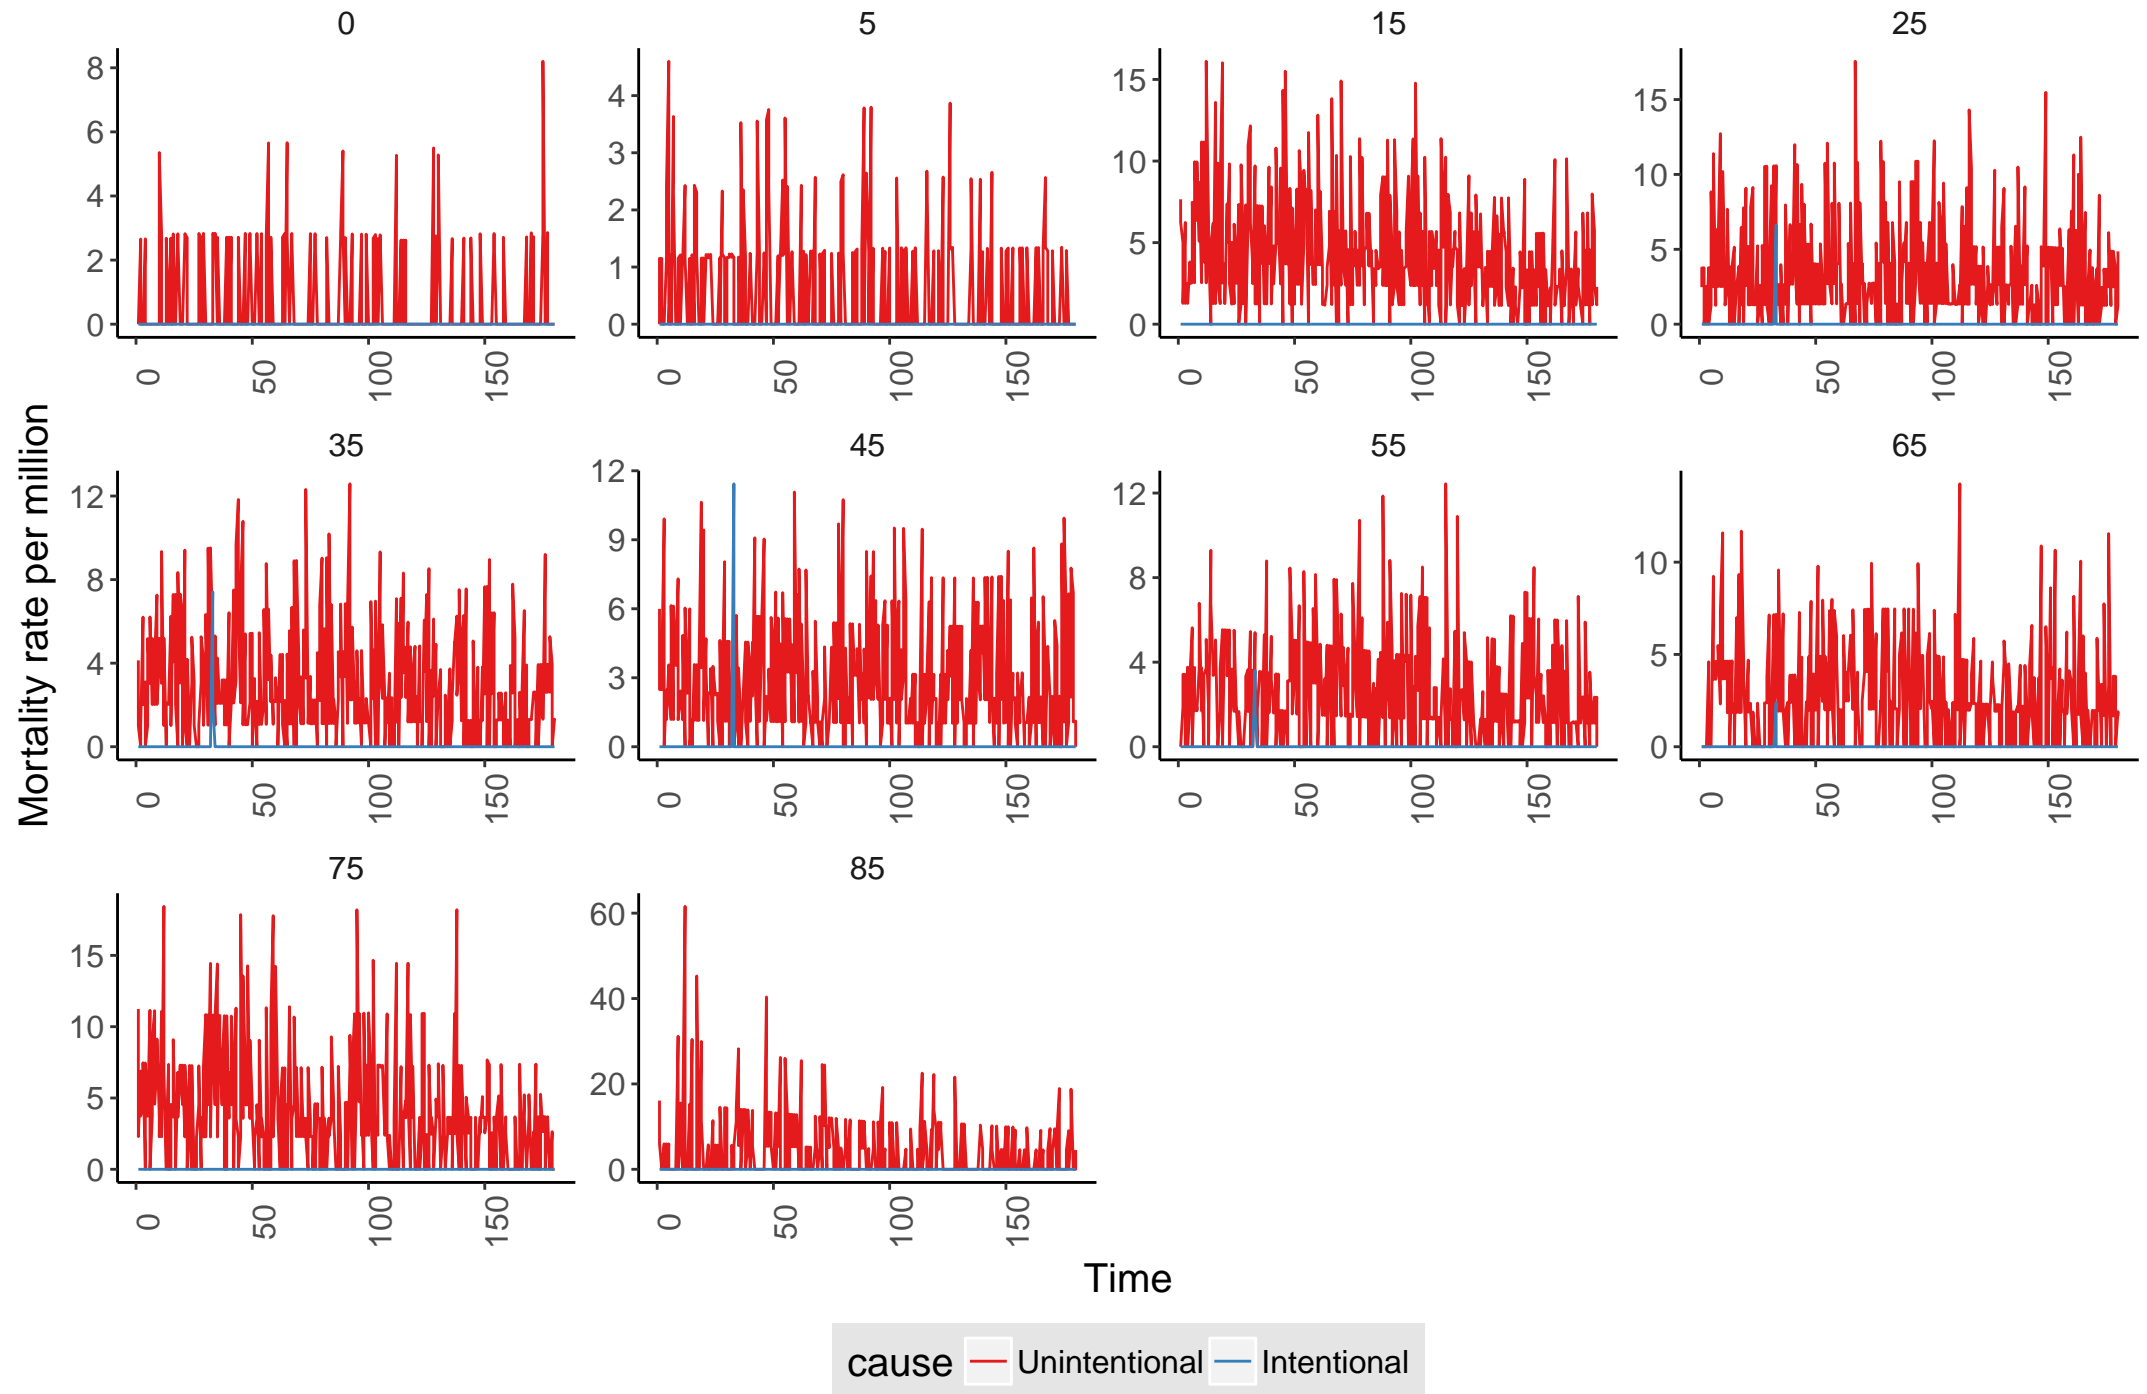 0 5 15 25
8 6 4 2 0
4 3 2 1 0
15 10 5 0
15 10 5 0
0 50 100 150
0 50 100 150
0 50 100 150
0 50 100 150
Mortality rate per million
35 45 55 65
12 8 4 0
12 9 6 3 0
12 8 4 0
10 5 0
0 50 100 150
0 50 100 150
0 50 100 150
0 50 100 150
75 85
15 10 5 0
60 40 20 0
0 50 100 150
0 50 100 150
Time
cause Unintentional Intentional